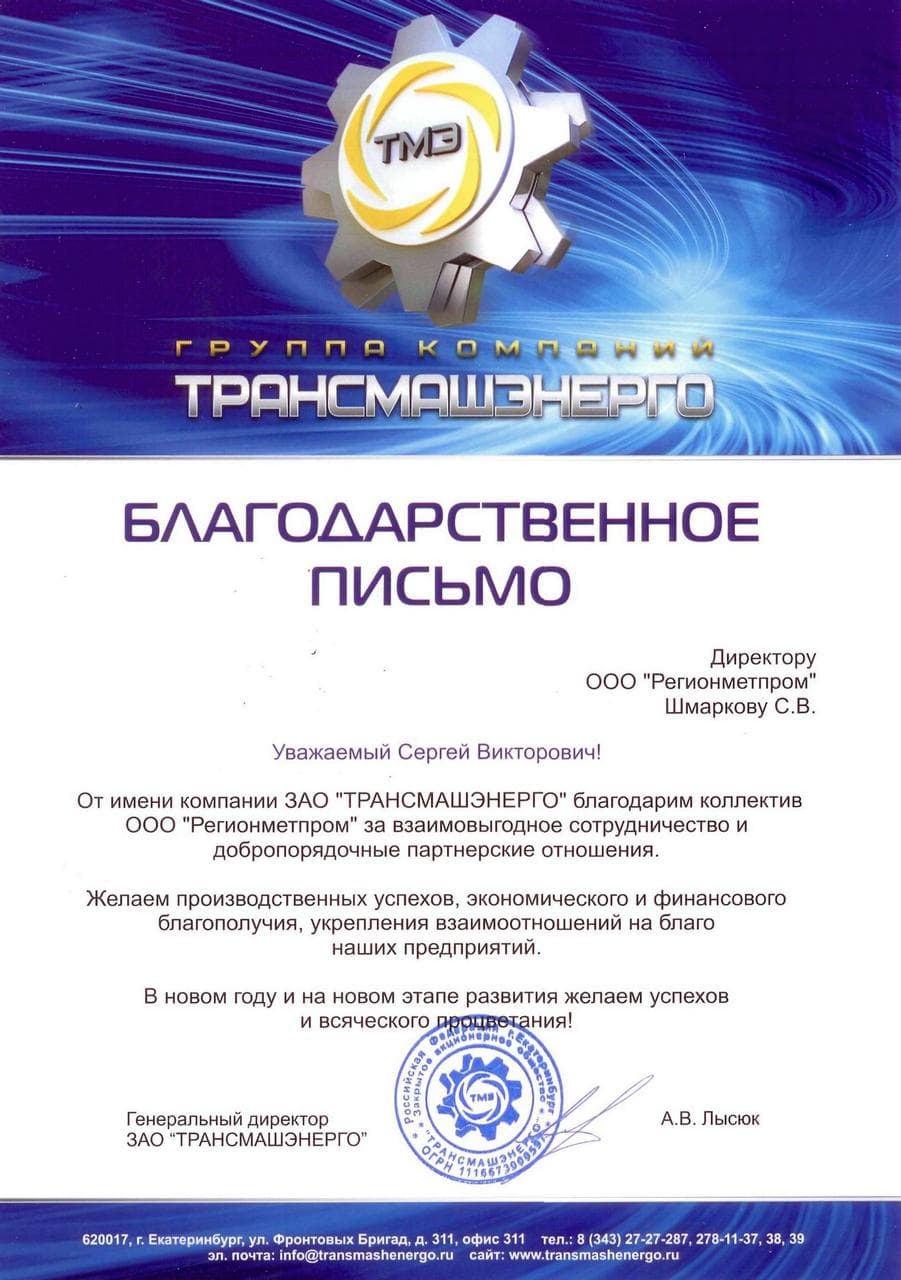 ТМЭ
ГРУППА КОМПАНИЙ
ТРАНСМАШЭНЕРГО
БЛАГОДАРСТВЕННОЕ
ПИСЬМО
Директору
ООО "Регионметпром"
Шмаркову С.В.
Уважаемый Сергей Викторович!
От имени компании ЗАО "ТРАНСМАШЭНЕРГО" благодарим коллектив
ООО "Регионметпром" за взаимовыгодное сотрудничество и
добропорядочные партнерские отношения.
Желаем производственных успехов, экономического и финансового
благополучия, укрепления взаимоотношений на благо
наших предприятий.
В новом году и на новом этапе развития желаем успехов
и всяческого процветания!
Российская Федерация г.Екатеринбург
Закрытое акционерное общество
ТМЭ
"ТРАНСМАШЭНЕРГО"
ОГРН
Генеральный директор
ЗАО “ТРАНСМАШЭНЕРГО”
А.В. Лысюк
620017, г. Екатеринбург, ул. Фронтовых Бригад, д. 311, офис 311 тел.: 8 (343) 27-27-287, 278-11-37, 38, 39
эл. почта: info@transmashenergo.ru сайт: www.transmashenergo.ru